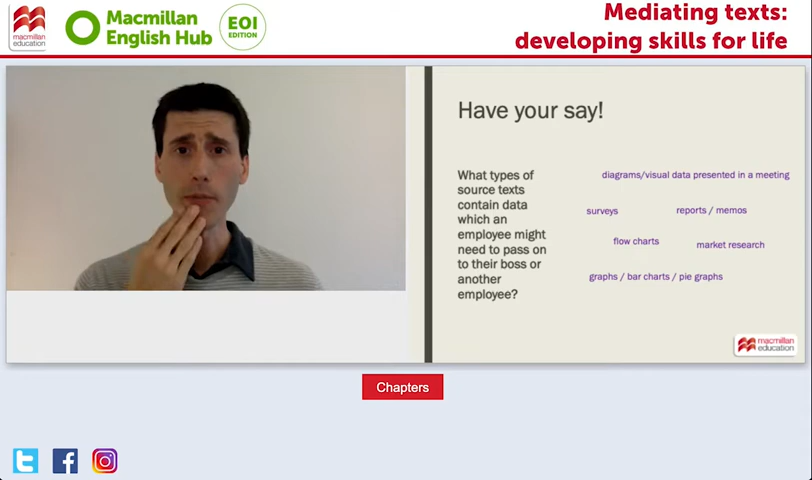 macmillan
education
Macmillan
English Hub
EOI
EDITION
Mediating texts:
developing skills for life
Have your say!
What types of
source texts
contain data
which an
employee might
need to pass on
to their boss or
another
employee?
diagrams/visual data presented in a meeting
surveys
reports / memos
flow charts
market research
graphs / bar charts / pie graphs
macmillan
education
Chapters